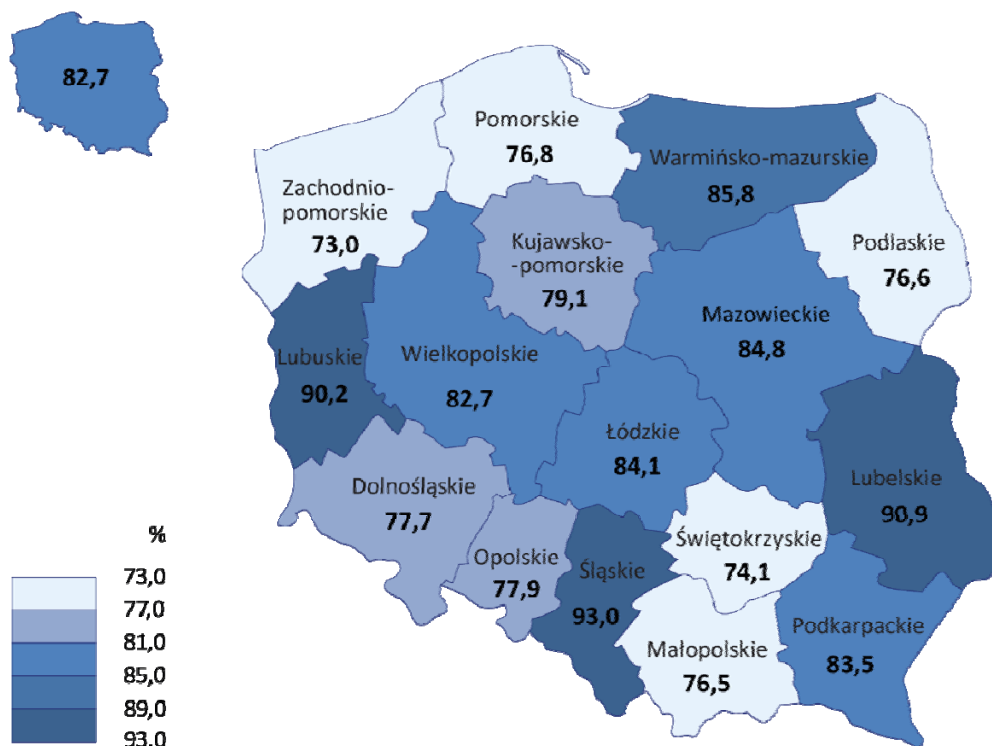 82,7
Pomorskie
76,8
Warmińsko-mazurskie
85,8
Zachodnio-
pomorskie
73,0
Kujawsko-
-pomorskie
79,1
Podlaskie
76,6
Mazowieckie
84,8
Lubuskie
90,2
Wielkopolskie
82,7
Łódzkie
84,1
Lubelskie
90,9
Dolnośląskie
77,7
Opolskie
77,9
Śląskie
93,0
Świętokrzyskie
74,1
Małopolskie
76,5
Podkarpackie
83,5
%
73,0
77,0
81,0
85,0
89,0
93,0